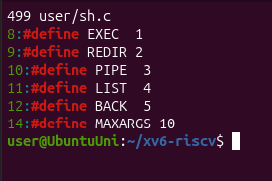 499 user/sh.c
8:#define EXEC  1
9:#define REDIR 2
10:#define PIPE  3
11:#define LIST  4
12:#define BACK  5
14:#define MAXARGS 10
user@UbuntuUni:~/xv6-riscv$